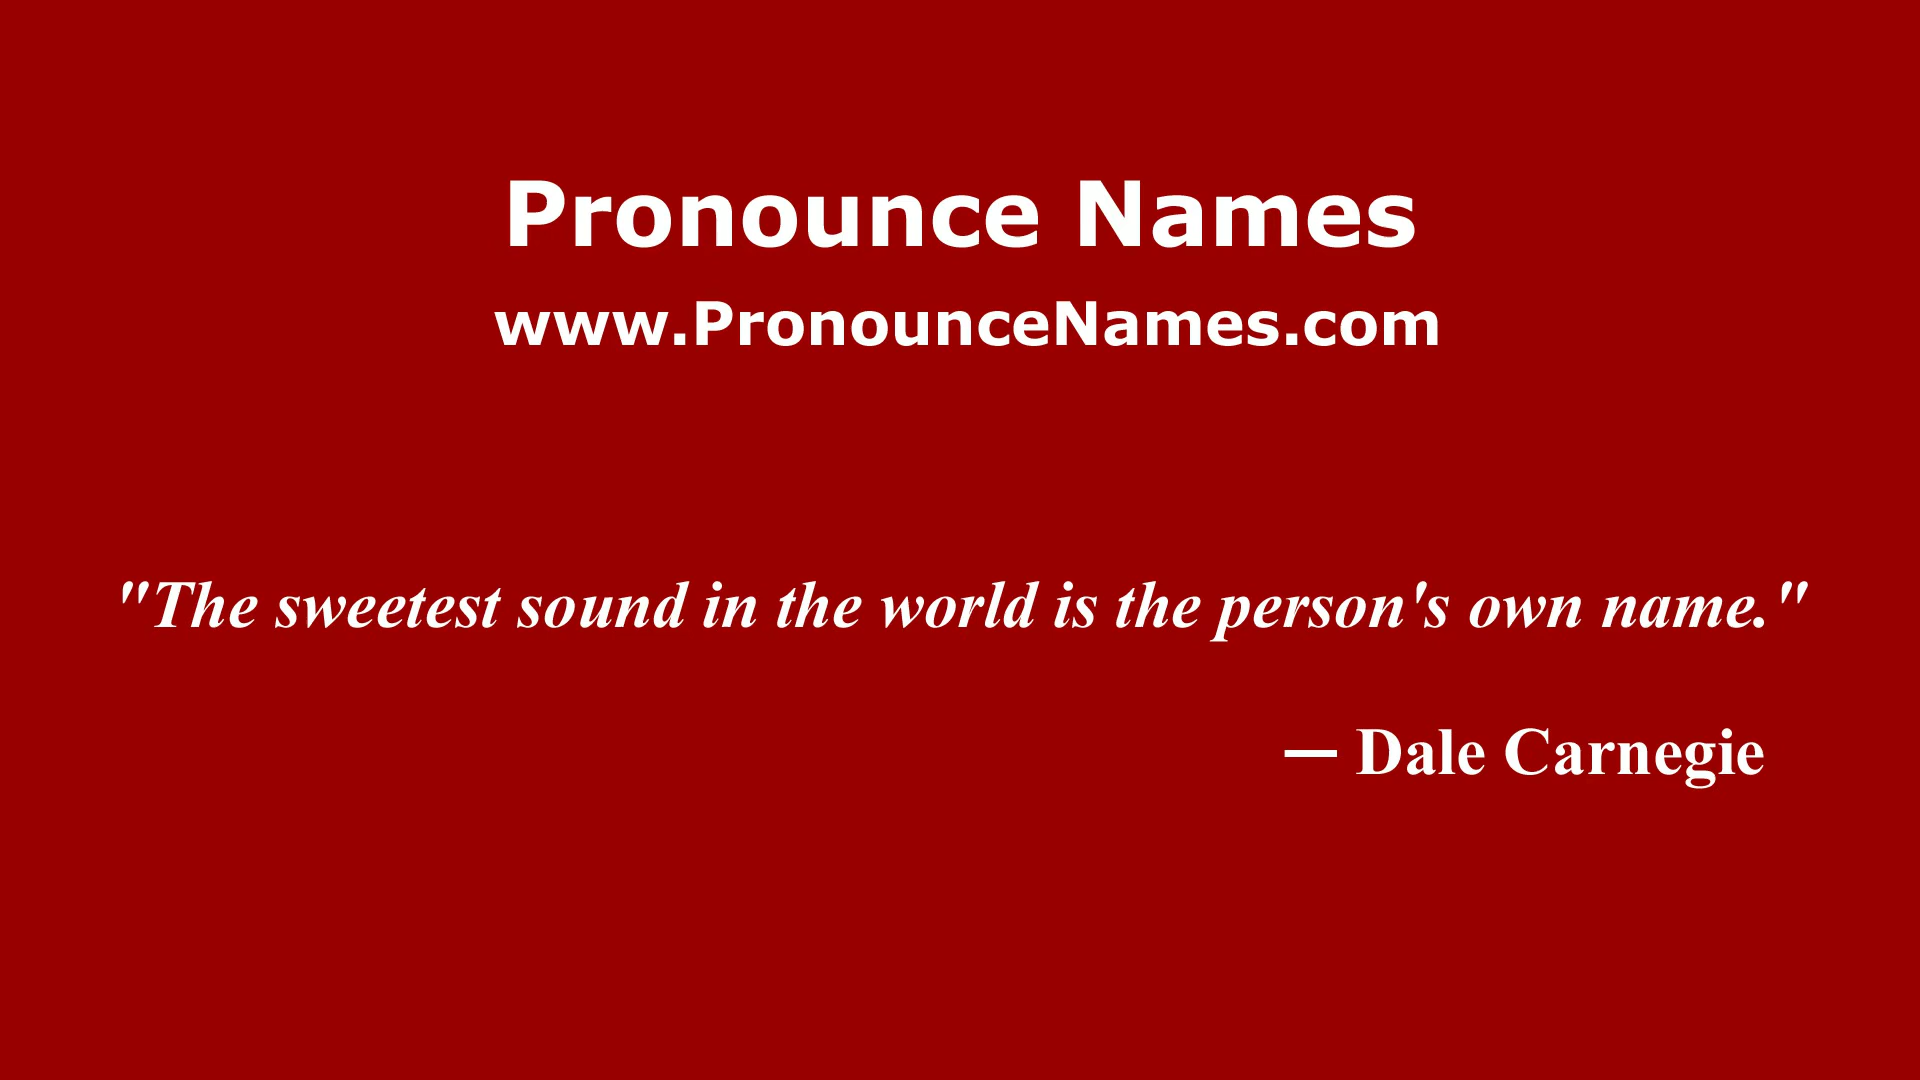 Pronounce Names
www.PronounceNames.com
"The sweetest sound in the world is the person's own name."
— Dale Carnegie